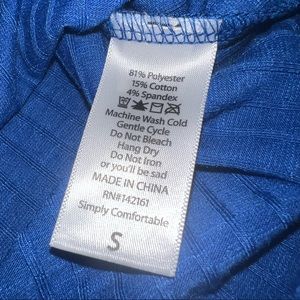 81% Polyester
15% Cotton
4% Spandex
Machine Wash Cold
Gentle Cycle
Do Not Bleach
Hang Dry
Do Not Iron
or you'll be sad
MADE IN CHINA
RN#142161
Simply Comfortable
S